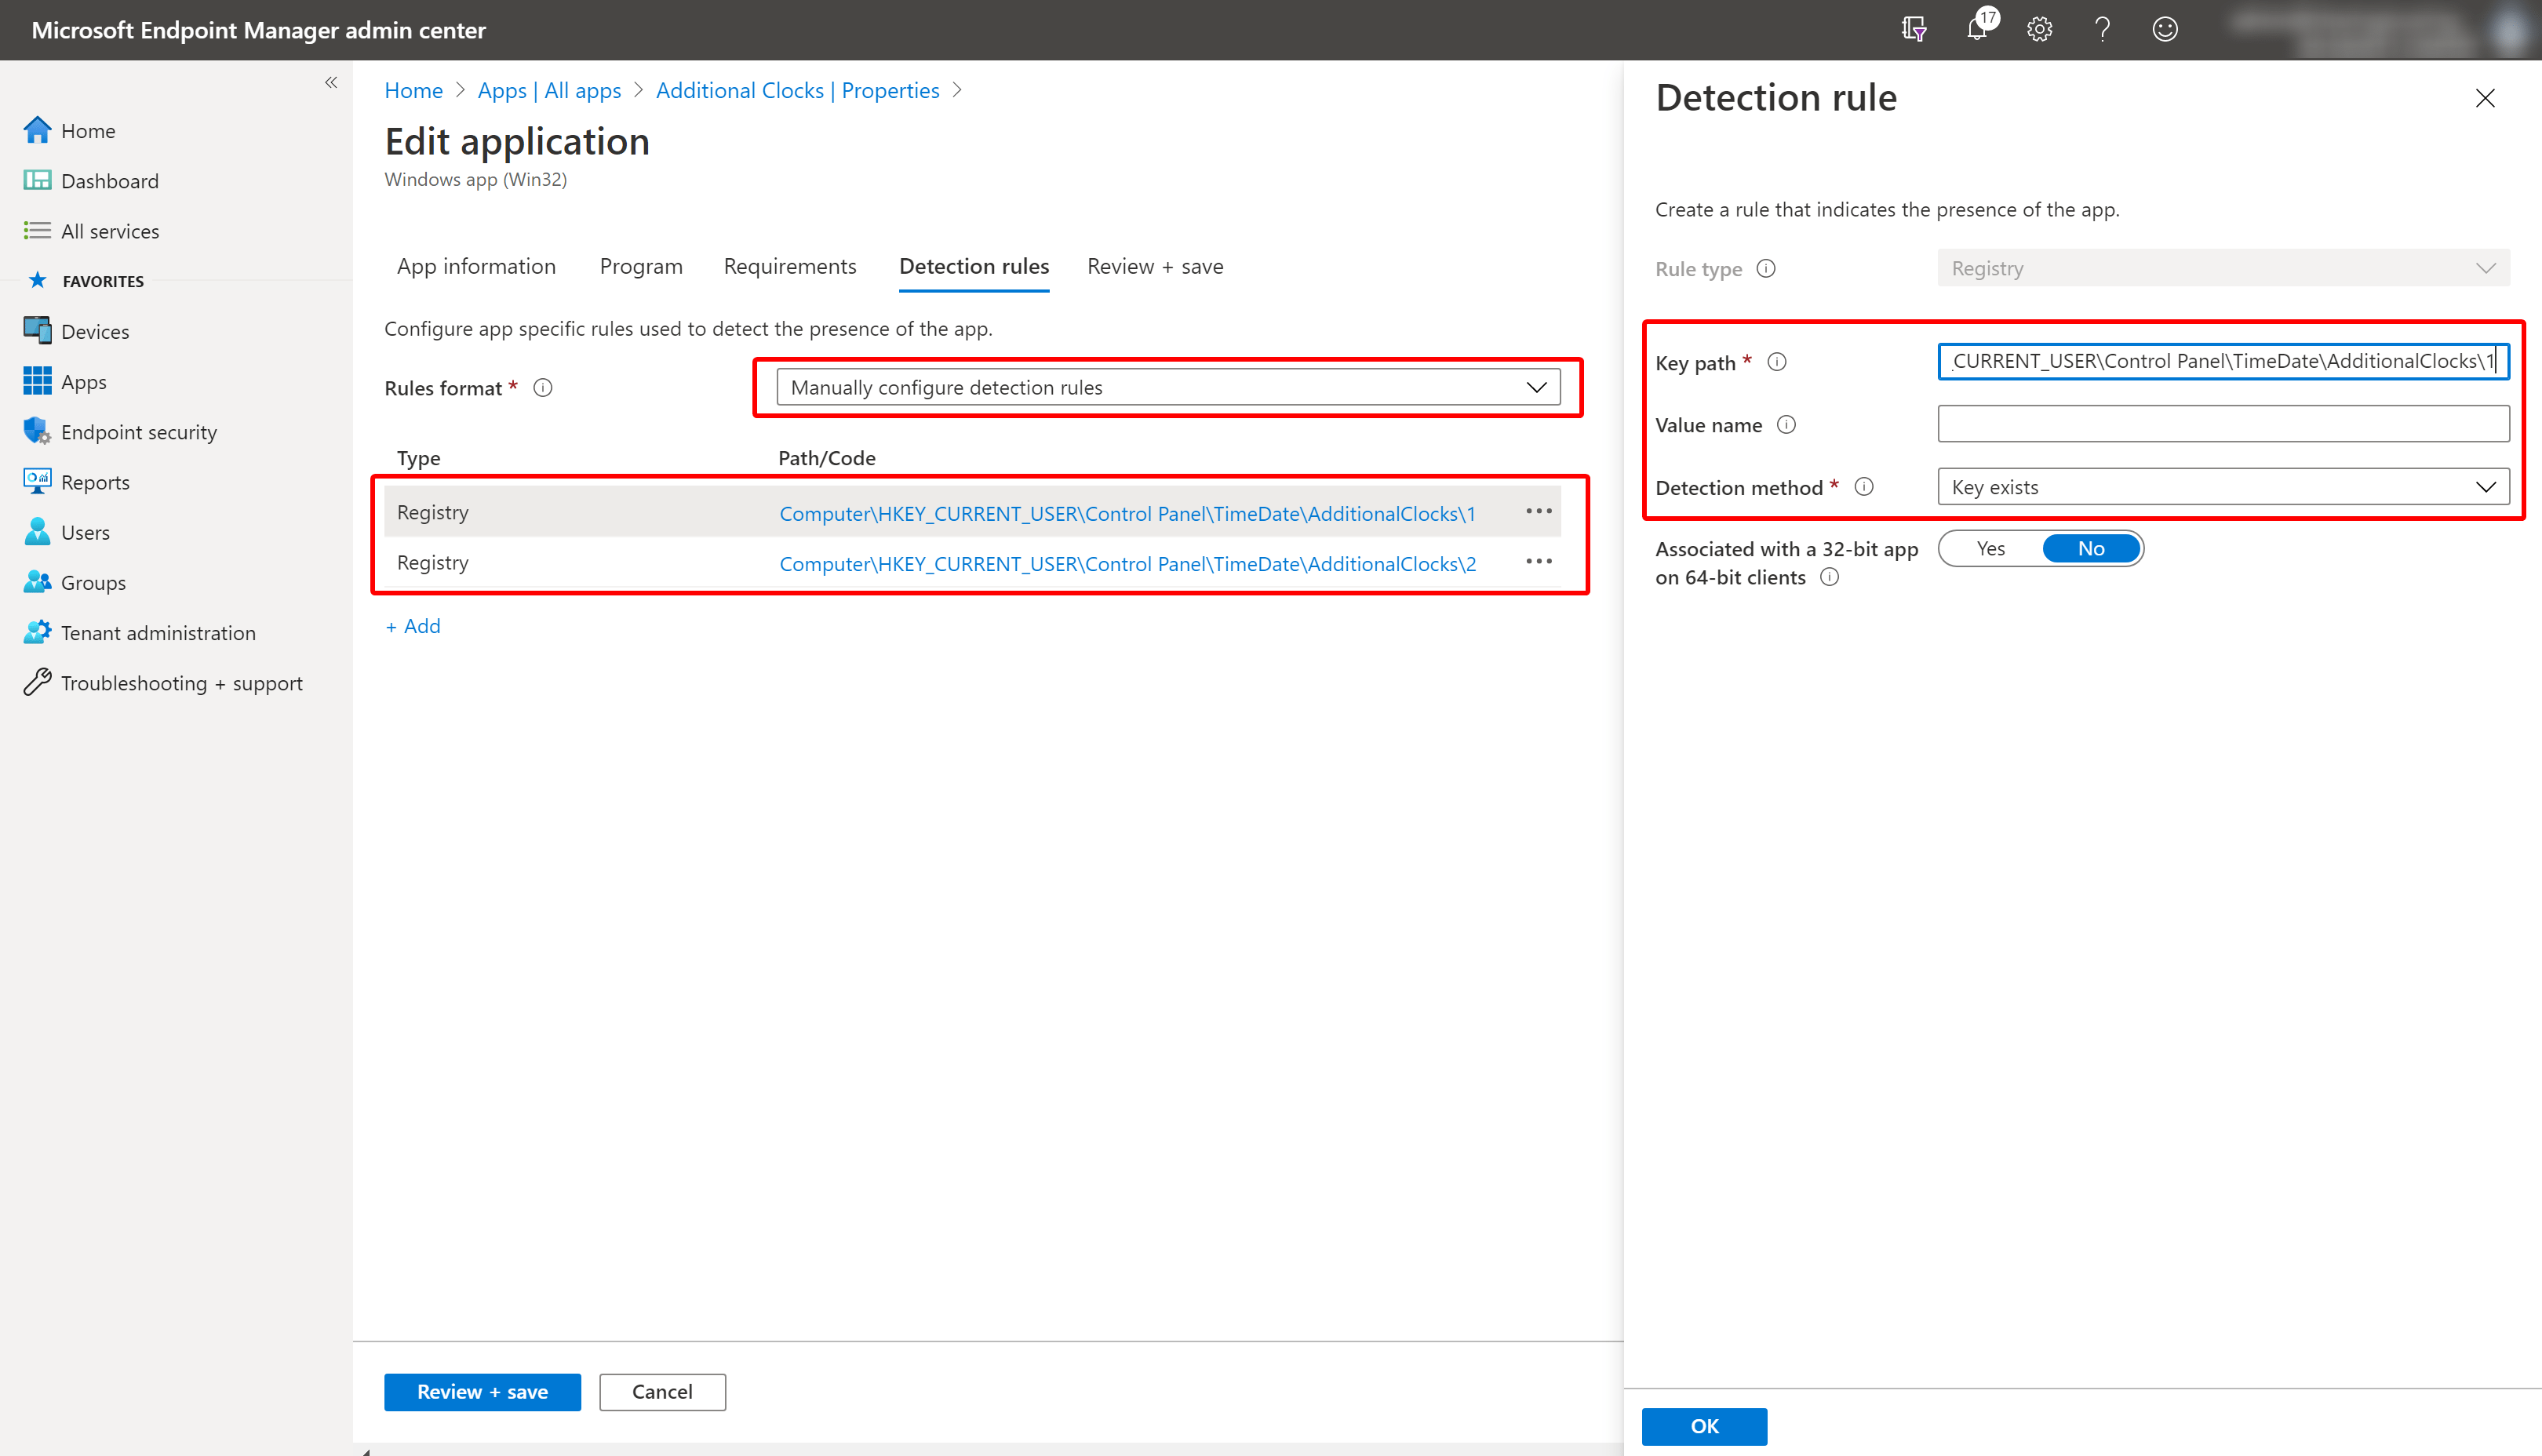 Microsoft Endpoint Manager admin center
17
Home
Dashboard
All services
FAVORITES
Devices
Apps
Endpoint security
Reports
Users
Groups
Tenant administration
Troubleshooting + support
Home > Apps | All apps > Additional Clocks | Properties >
Edit application
Windows app (Win32)
App information Program Requirements Detection rules Review + save
Configure app specific rules used to detect the presence of the app.
Rules format * Manually configure detection rules
Type Path/Code
Registry Computer\HKEY_CURRENT_USER\Control Panel\TimeDate\AdditionalClocks\1
Registry Computer\HKEY_CURRENT_USER\Control Panel\TimeDate\AdditionalClocks\2
+ Add
Review + save Cancel
Detection rule
Create a rule that indicates the presence of the app.
Rule type Registry
Key path * _CURRENT_USER\Control Panel\TimeDate\AdditionalClocks\1
Value name
Detection method * Key exists
Associated with a 32-bit app Yes No
on 64-bit clients
OK